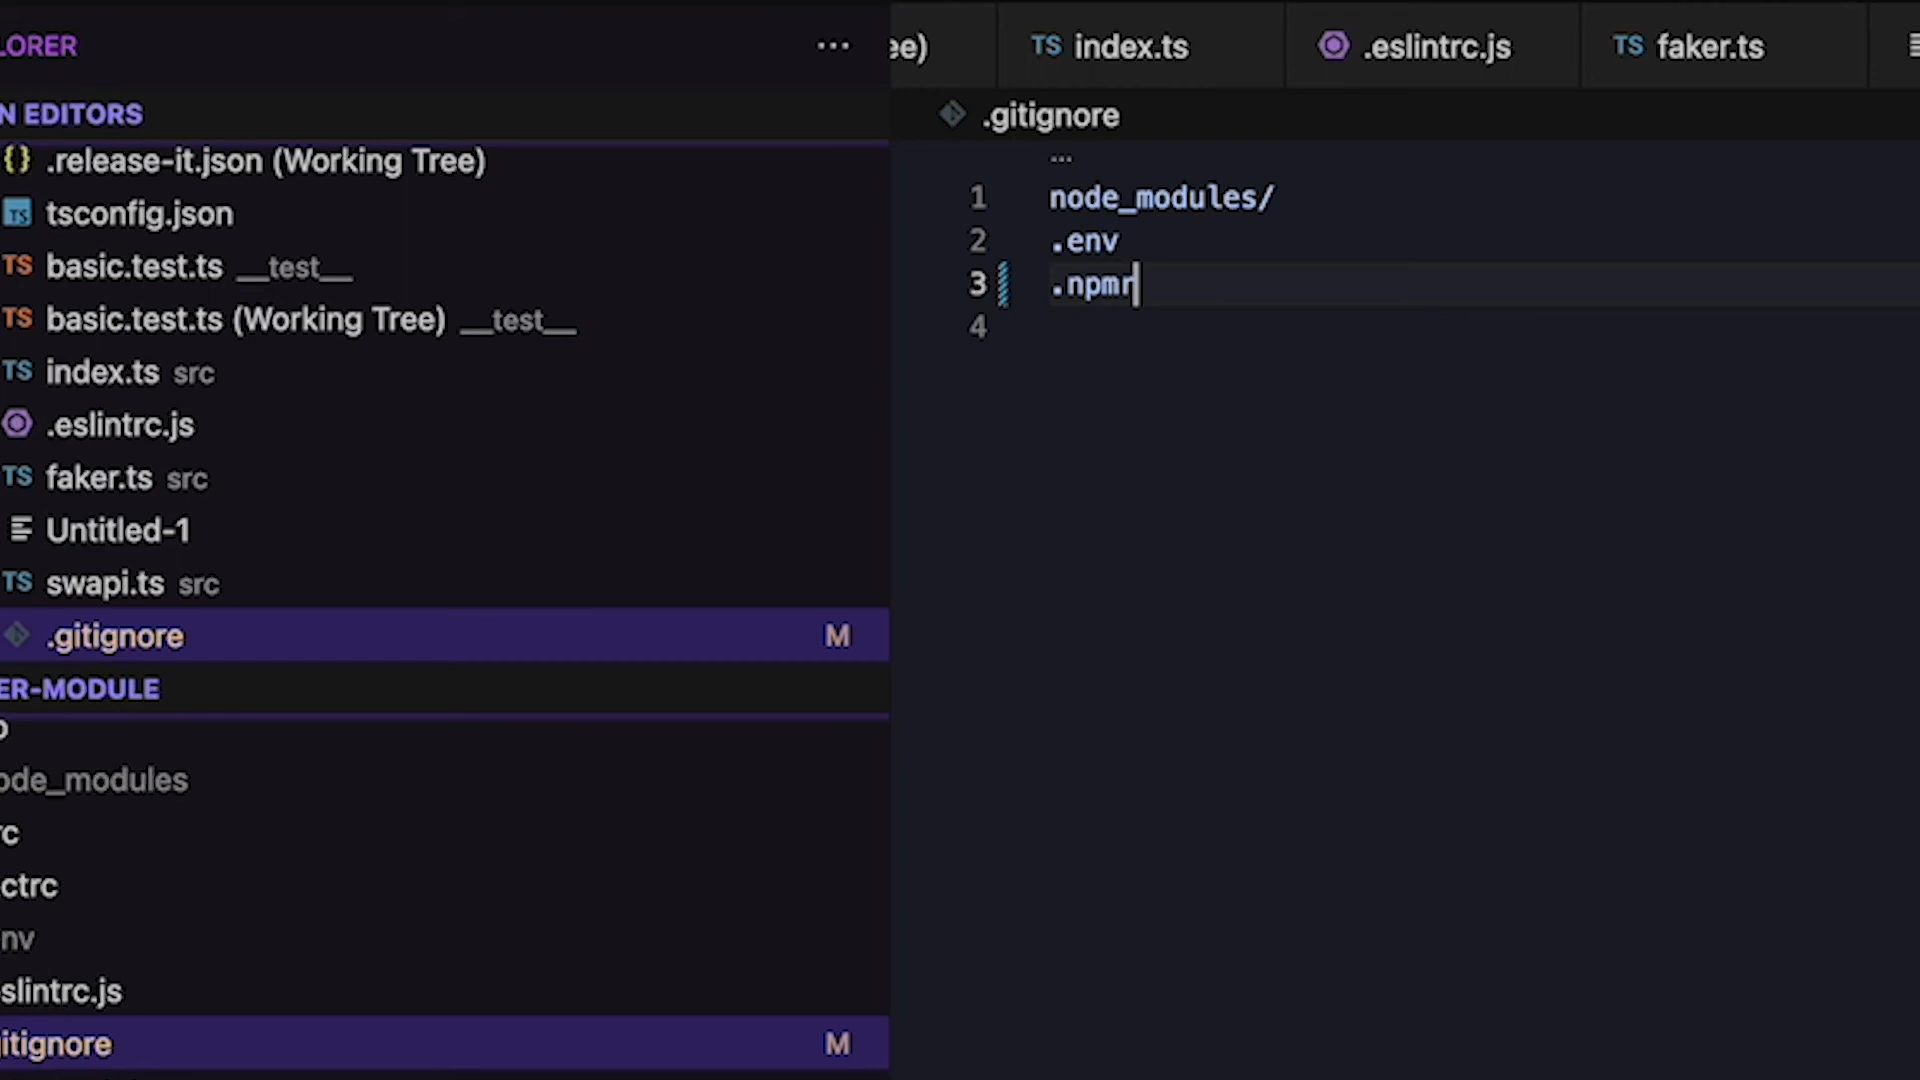 LORER
ee)
TS index.ts
.eslintrc.js
TS faker.ts
N EDITORS
.gitignore
{} .release-it.json (Working Tree)
TS tsconfig.json
TS basic.test.ts __test__
TS basic.test.ts (Working Tree) __test__
TS index.ts src
.eslintrc.js
TS faker.ts src
Untitled-1
TS swapi.ts src
.gitignore M
ER-MODULE
ode_modules
rc
ctrc
nv
slintrc.js
itignore M
...
1 node_modules/
2 .env
3 .npmr
4